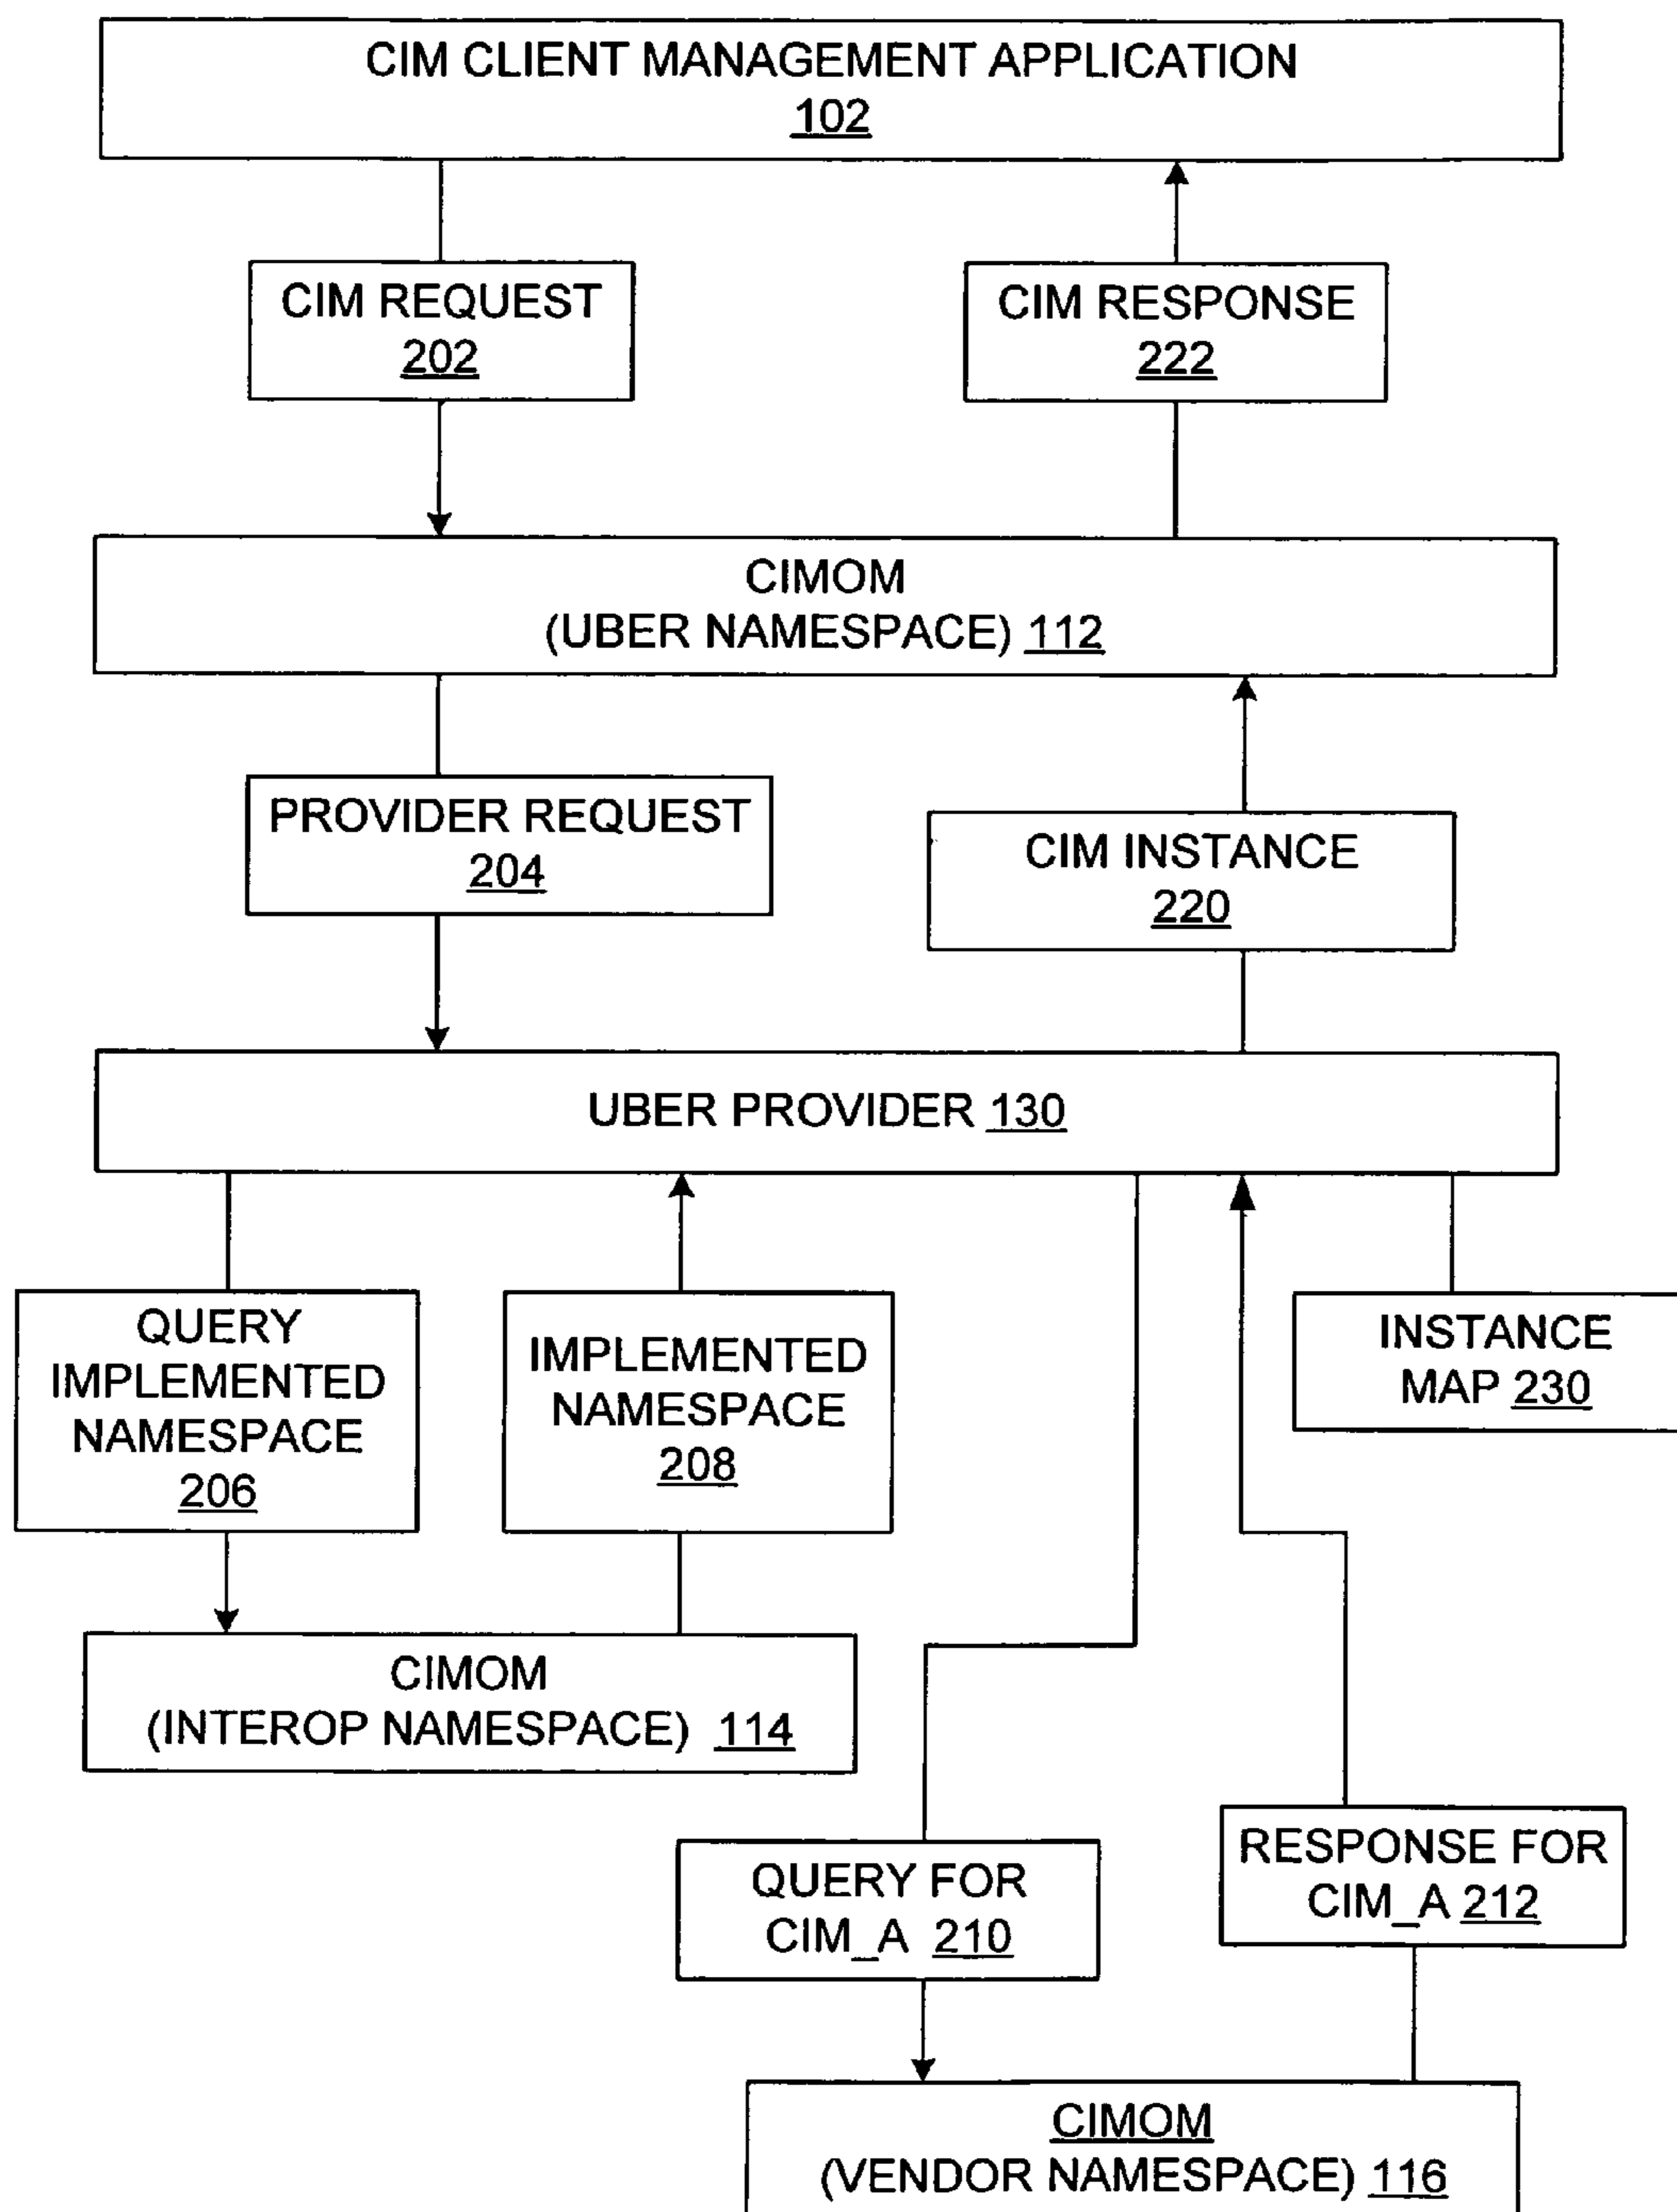 CIM CLIENT MANAGEMENT APPLICATION
102
CIM REQUEST
202
CIM RESPONSE
222
CIMOM
(UBER NAMESPACE) 112
PROVIDER REQUEST
204
CIM INSTANCE
220
UBER PROVIDER 130
QUERY
IMPLEMENTED
NAMESPACE
206
IMPLEMENTED
NAMESPACE
208
INSTANCE
MAP 230
CIMOM
(INTEROP NAMESPACE) 114
QUERY FOR
CIM_A 210
RESPONSE FOR
CIM_A 212
CIMOM
(VENDOR NAMESPACE) 116